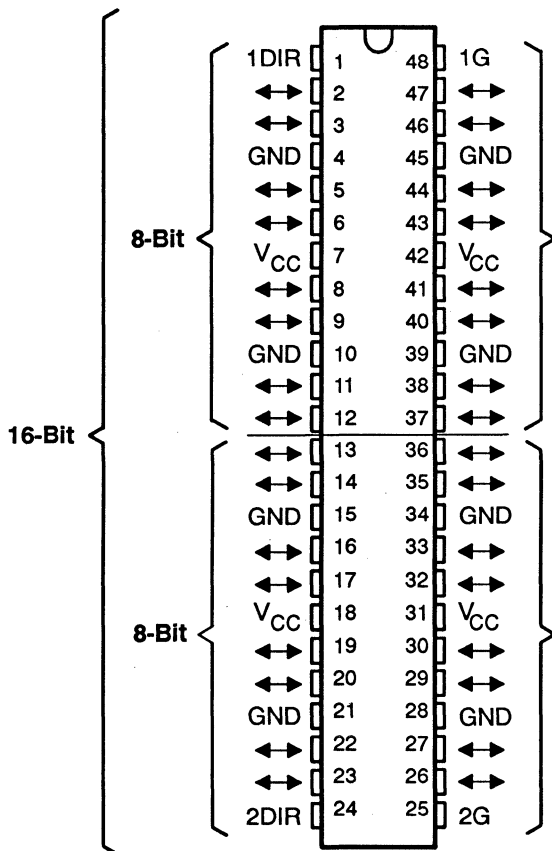 1DIR 1 48 1G
2 47
3 46
GND 4 45 GND
5 44
6 43
8-Bit
VCC 7 42 VCC
8 41
9 40
GND 10 39 GND
11 38
12 37
16-Bit
13 36
14 35
GND 15 34 GND
16 33
17 32
VCC 18 31 VCC
8-Bit
19 30
20 29
GND 21 28 GND
22 27
23 26
2DIR 24 25 2G